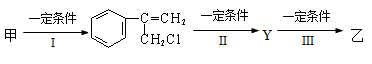 一定条件 一定条件 一定条件
甲 C=CH₂ Y 乙
Ⅰ CH₂Cl Ⅱ Ⅲ